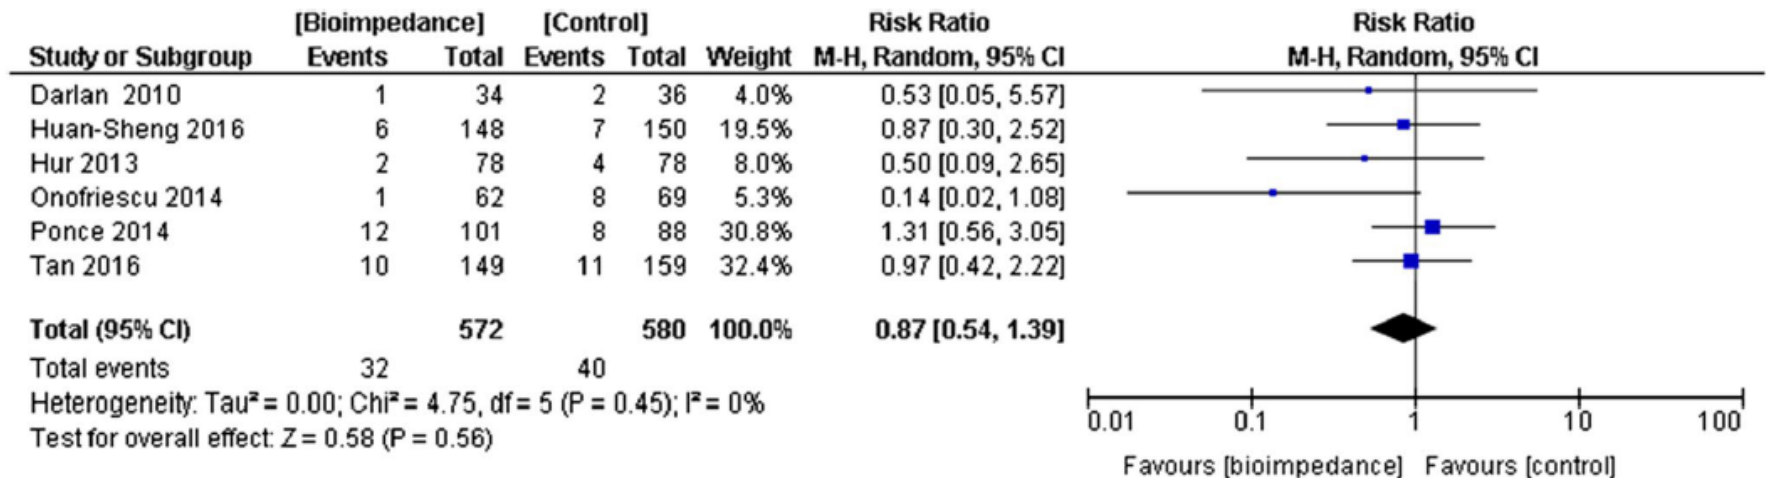 [Bioimpedance] [Control] Risk Ratio Risk Ratio
Study or Subgroup Events Total Events Total Weight M-H, Random, 95% CI M-H, Random, 95% CI
Darlan 2010 1 34 2 36 4.0% 0.53 [0.05, 5.57]
Huan-Sheng 2016 6 148 7 150 19.5% 0.87 [0.30, 2.52]
Hur 2013 2 78 4 78 8.0% 0.50 [0.09, 2.65]
Onofriescu 2014 1 62 8 69 5.3% 0.14 [0.02, 1.08]
Ponce 2014 12 101 8 88 30.8% 1.31 [0.56, 3.05]
Tan 2016 10 149 11 159 32.4% 0.97 [0.42, 2.22]
Total (95% CI) 572 580 100.0% 0.87 [0.54, 1.39]
Total events 32 40
Heterogeneity: Tau² = 0.00; Chi² = 4.75, df = 5 (P = 0.45); I² = 0%
Test for overall effect: Z = 0.58 (P = 0.56)
0.01 0.1 1 10 100
Favours [bioimpedance] Favours [control]